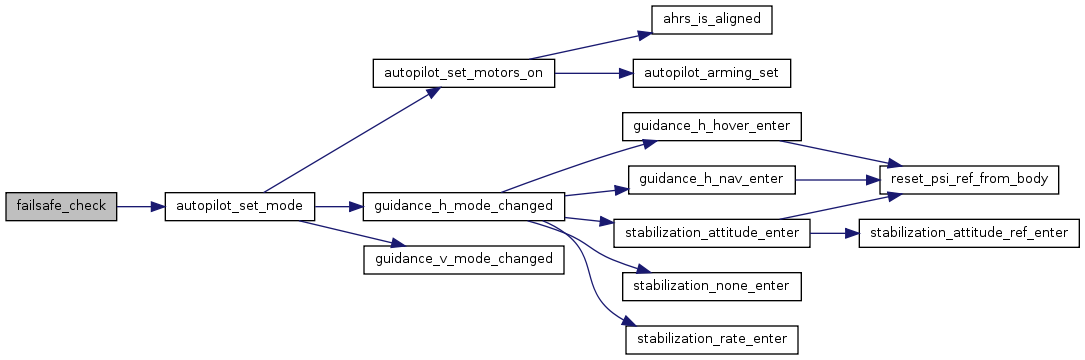 failsafe_check
autopilot_set_mode
autopilot_set_motors_on
guidance_h_mode_changed
guidance_v_mode_changed
ahrs_is_aligned
autopilot_arming_set
guidance_h_hover_enter
guidance_h_nav_enter
stabilization_attitude_enter
stabilization_none_enter
stabilization_rate_enter
reset_psi_ref_from_body
stabilization_attitude_ref_enter